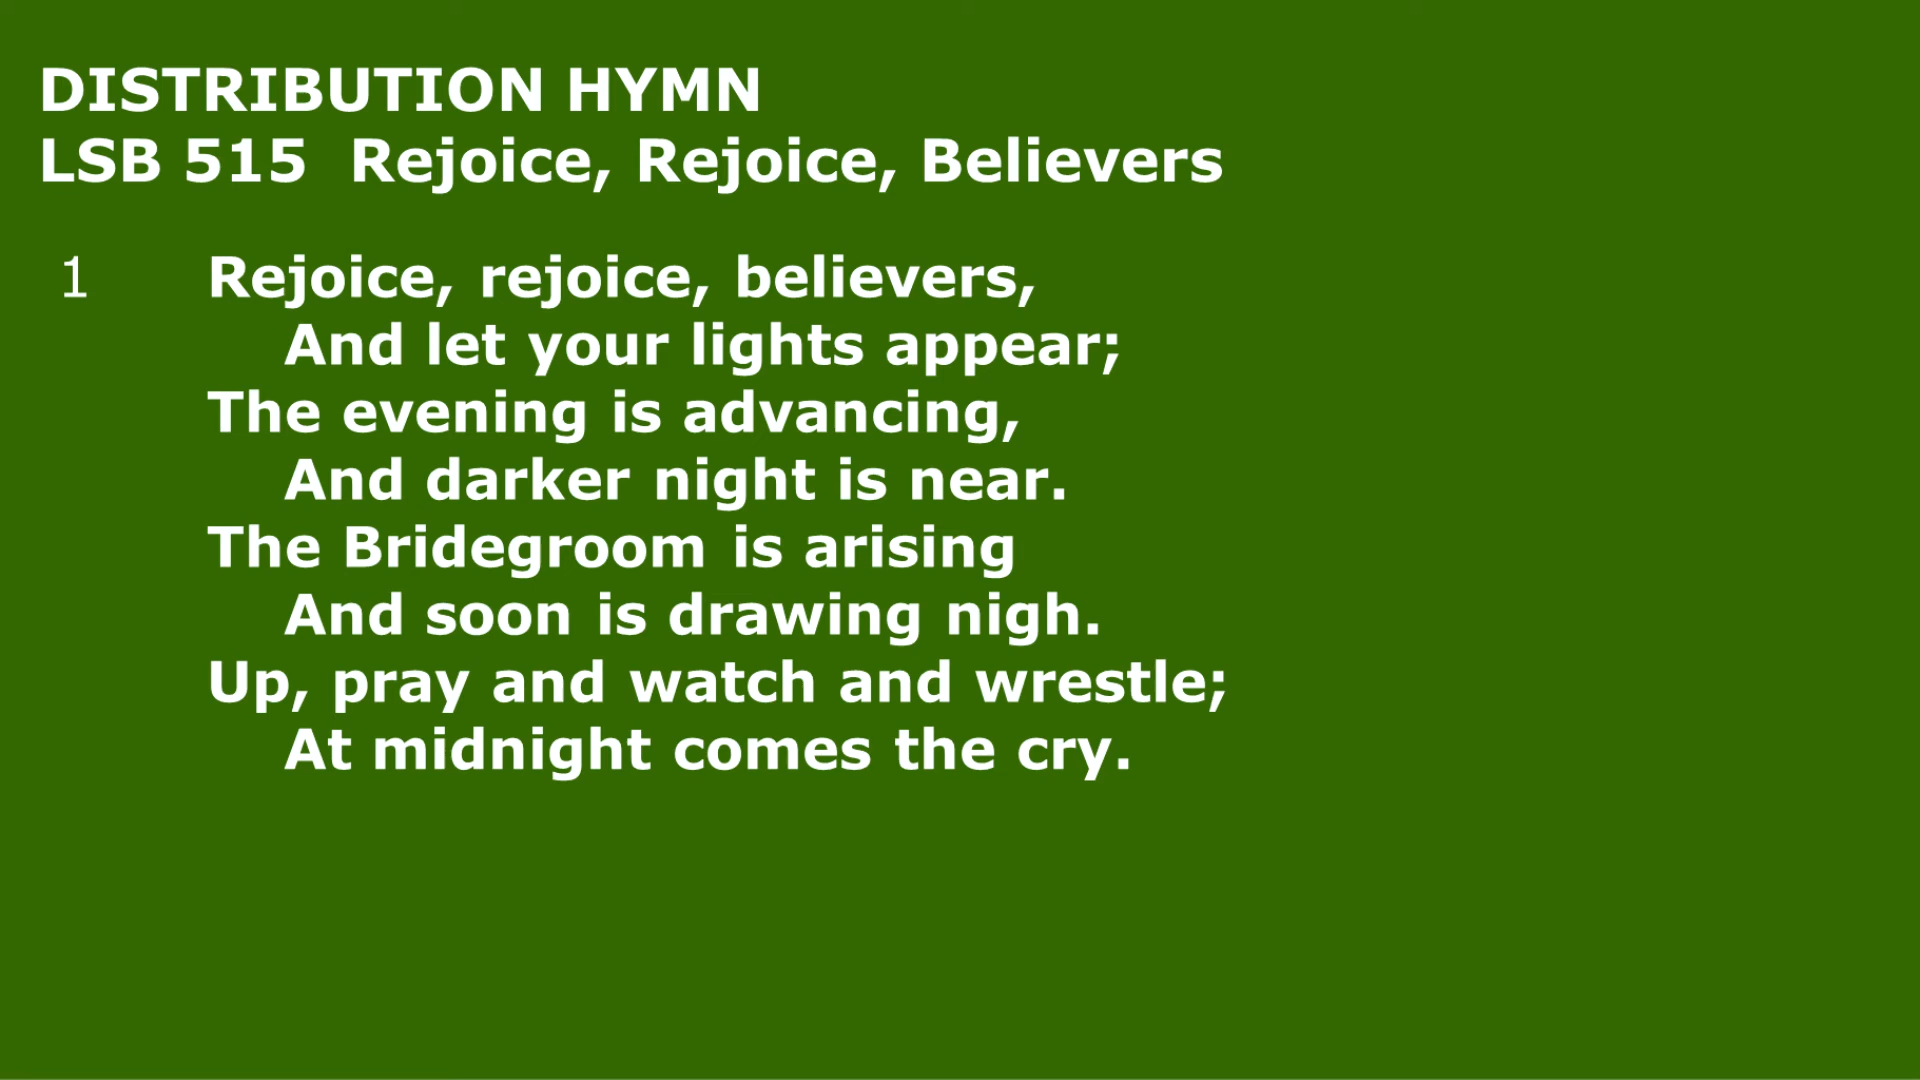 DISTRIBUTION HYMN
LSB 515 Rejoice, Rejoice, Believers
1 Rejoice, rejoice, believers,
And let your lights appear;
The evening is advancing,
And darker night is near.
The Bridegroom is arising
And soon is drawing nigh.
Up, pray and watch and wrestle;
At midnight comes the cry.